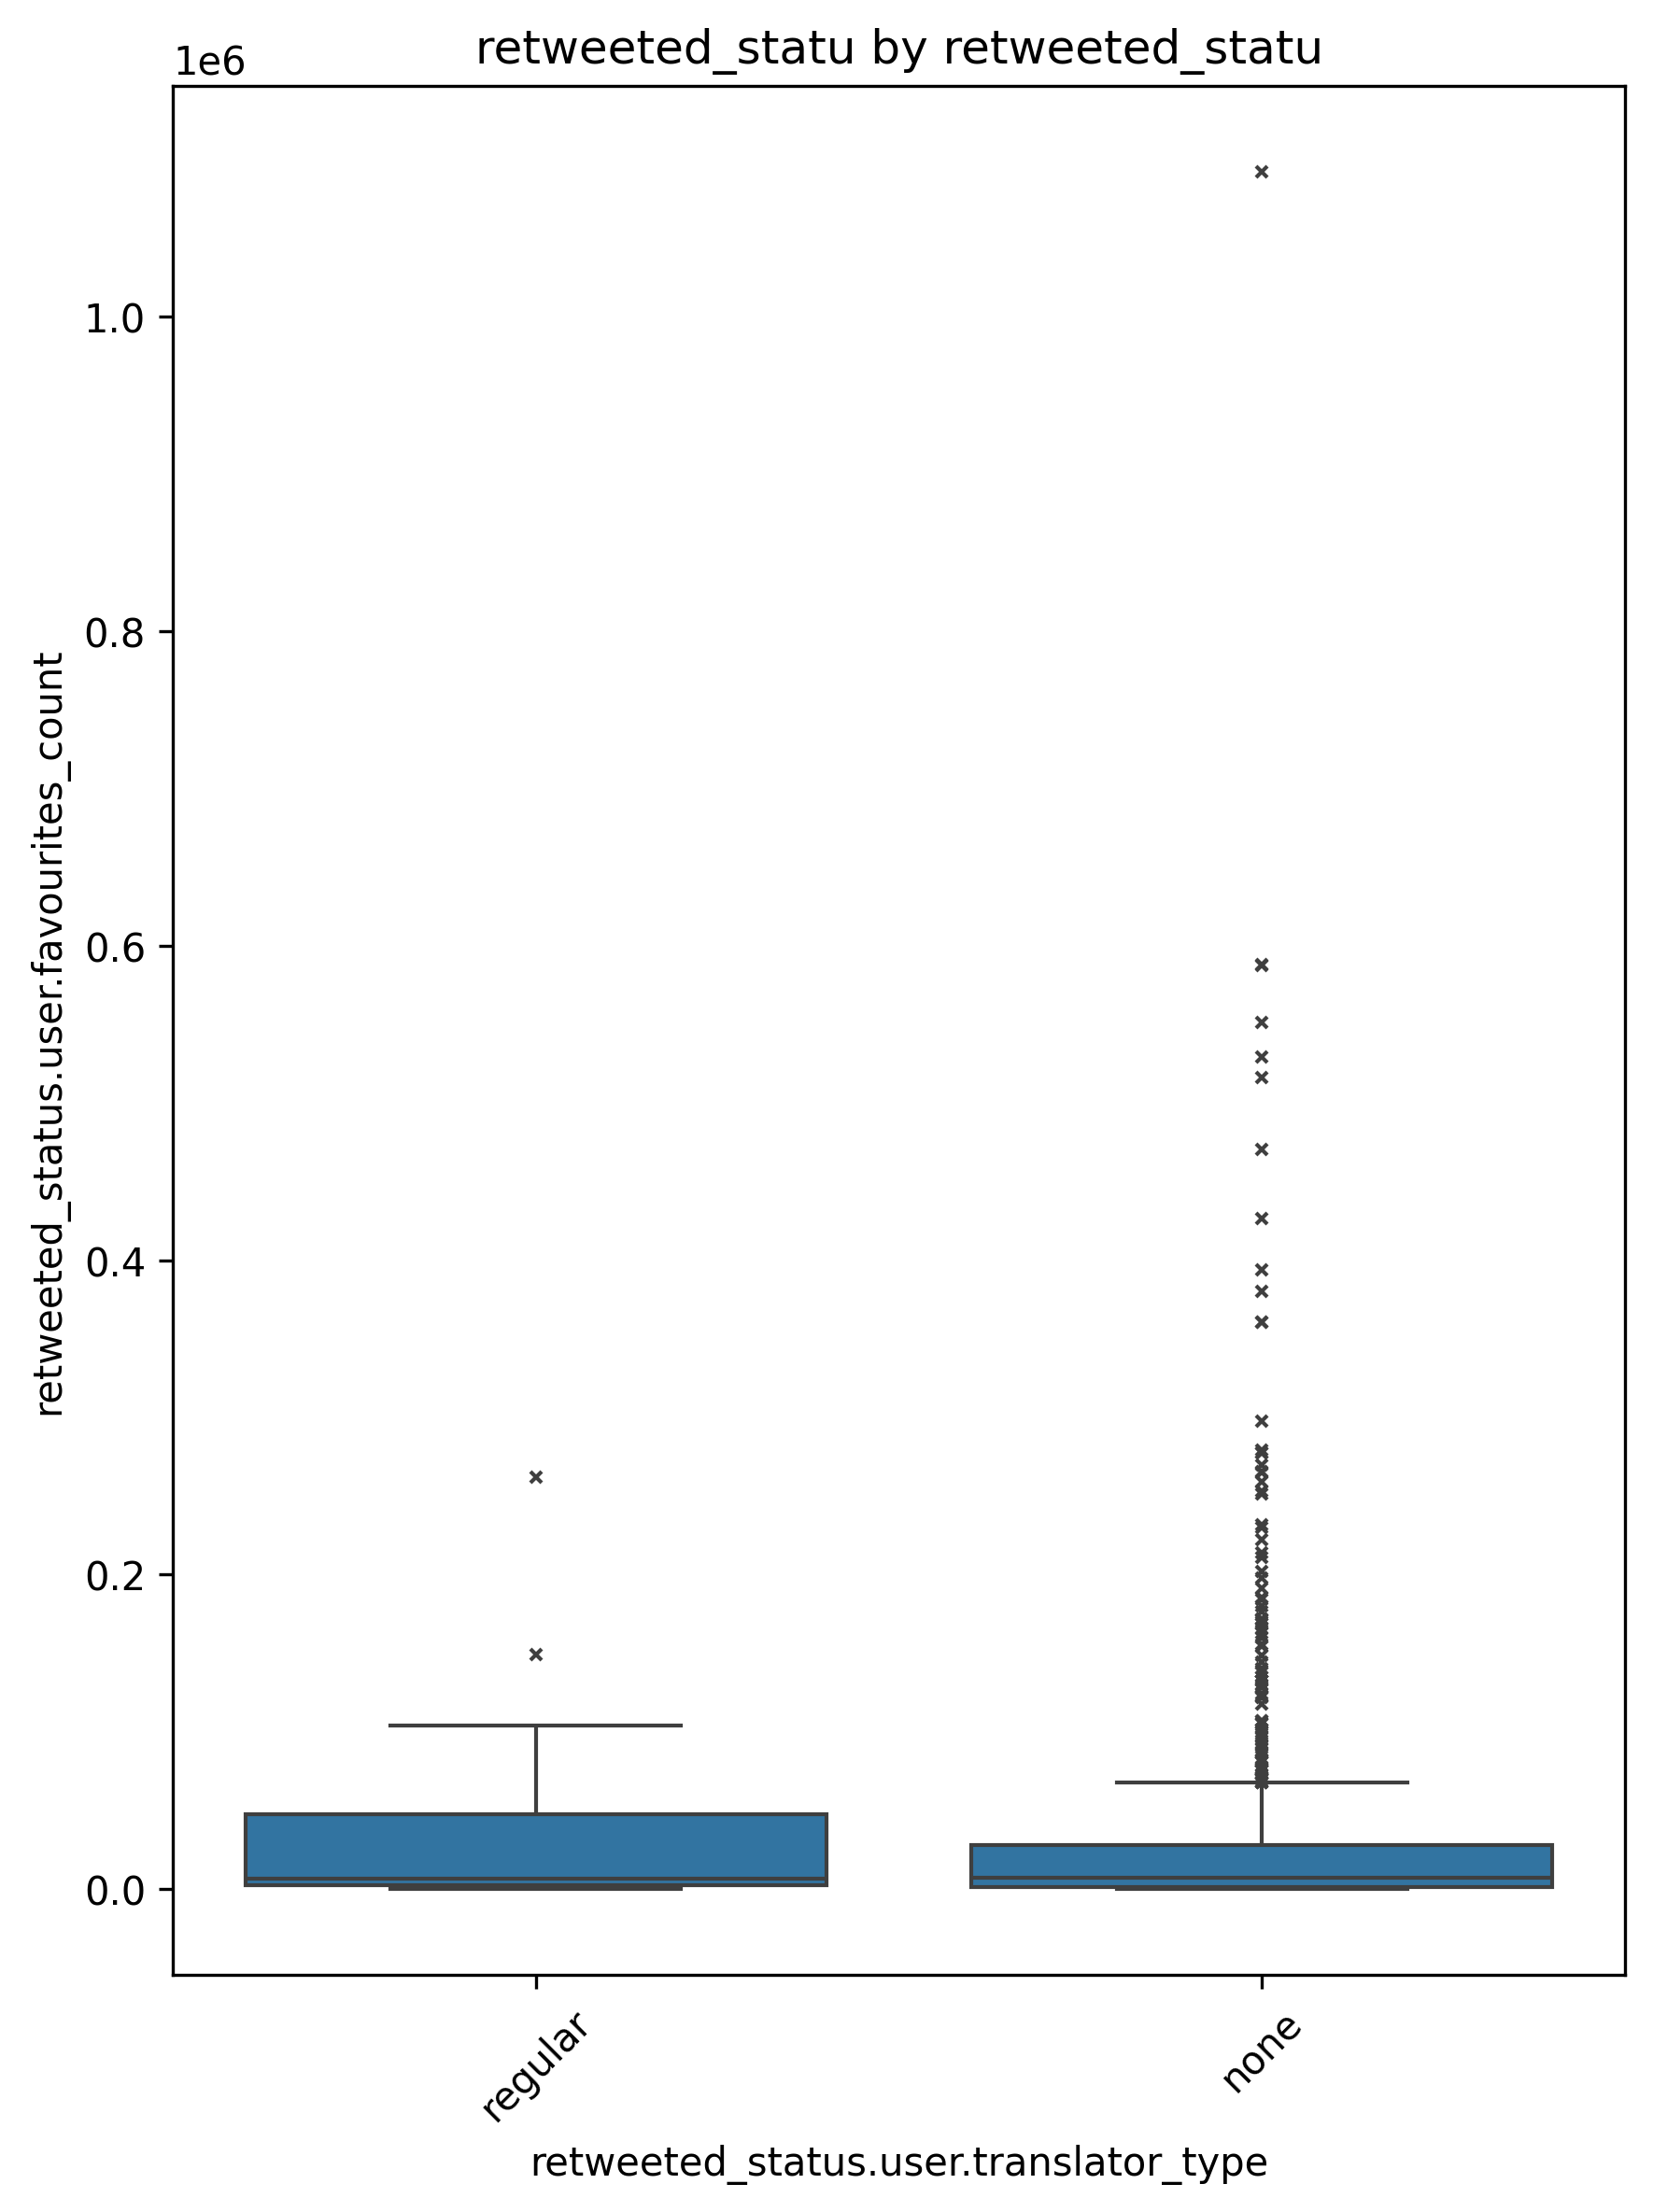 retweeted_statu by retweeted_statu
1e6
1.0
0.8
0.6
0.4
0.2
0.0
retweeted_status.user.favourites_count
regular
none
retweeted_status.user.translator_type